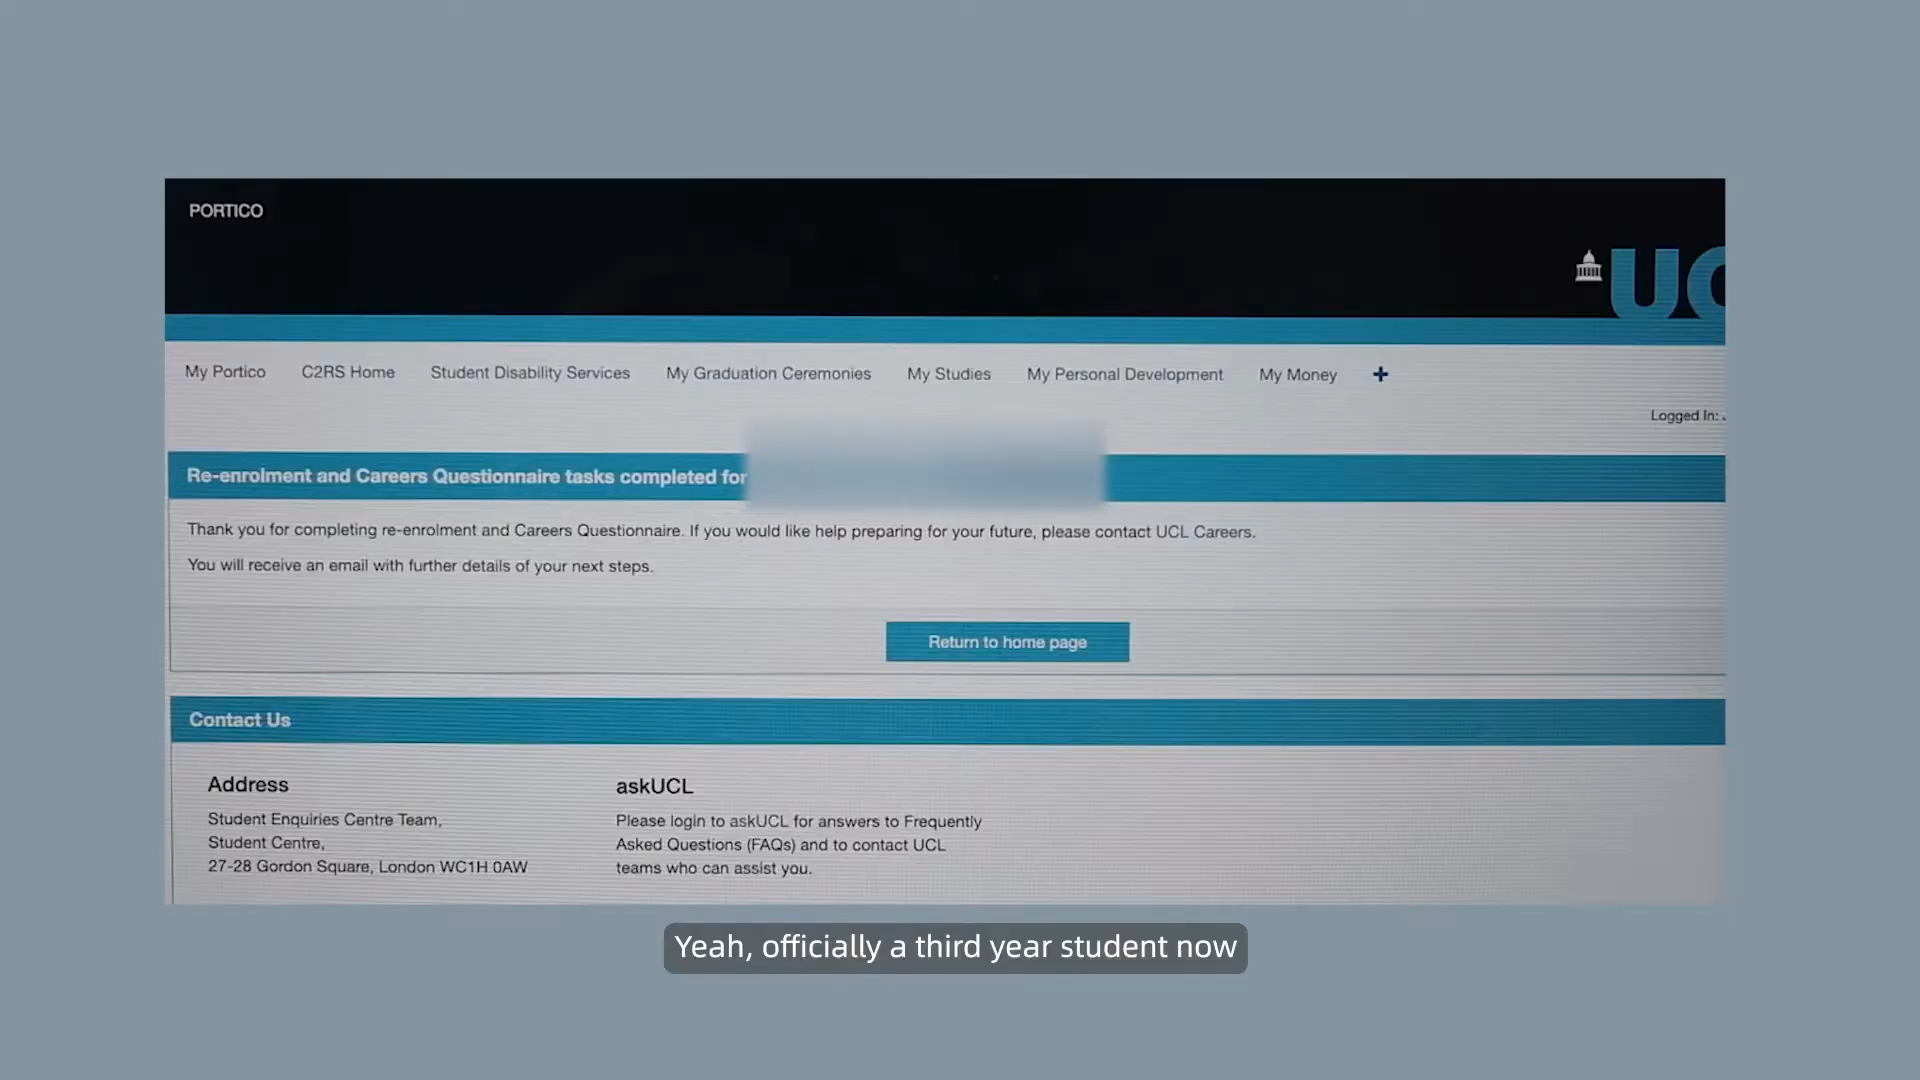 PORTICO
UC
My Portico C2RS Home Student Disability Services My Graduation Ceremonies My Studies My Personal Development My Money +
Logged In:
Re-enrolment and Careers Questionnaire tasks completed for
Thank you for completing re-enrolment and Careers Questionnaire. If you would like help preparing for your future, please contact UCL Careers.
You will receive an email with further details of your next steps.
Return to home page
Contact Us
Address
Student Enquiries Centre Team,
Student Centre,
27-28 Gordon Square, London WC1H 0AW
askUCL
Please login to askUCL for answers to Frequently
Asked Questions (FAQs) and to contact UCL
teams who can assist you.
Yeah, officially a third year student now